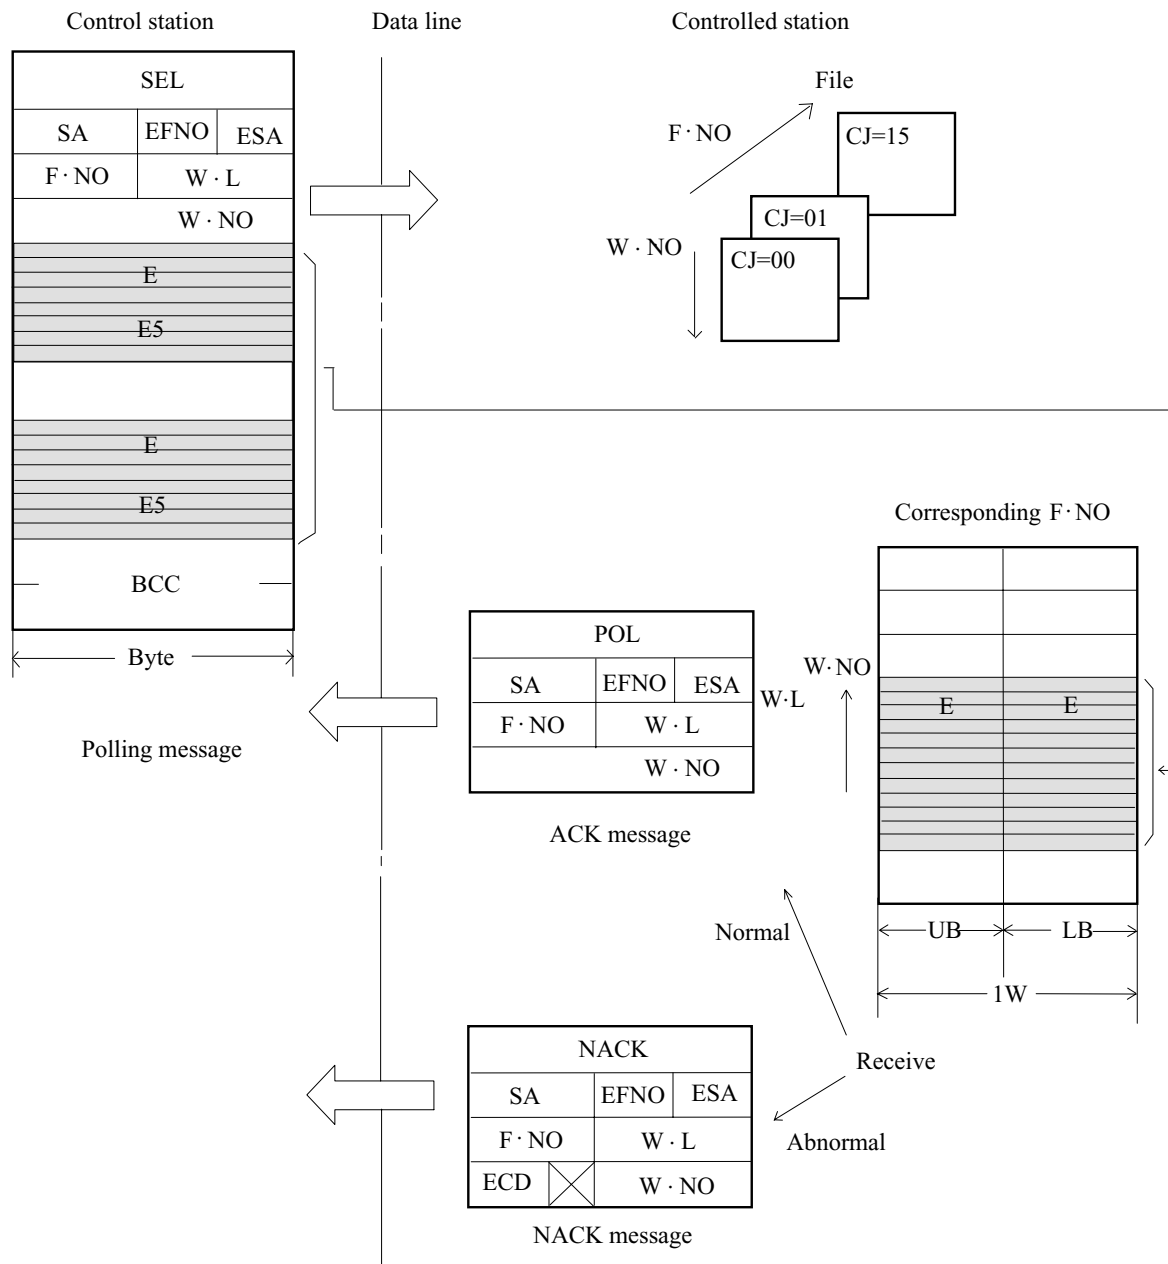 Control station
Data line
Controlled station
SEL
SA EFNO ESA
F·NO W·L
W·NO
E
E5
E
E5
BCC
Byte
Polling message
File
F·NO
CJ=15
CJ=01
W·NO
CJ=00
Corresponding F·NO
POL
SA EFNO ESA
F·NO W·L
W·NO
ACK message
W·NO
W·L
E E
UB LB
1W
Normal
Receive
Abnormal
NACK
SA EFNO ESA
F·NO W·L
ECD W·NO
NACK message